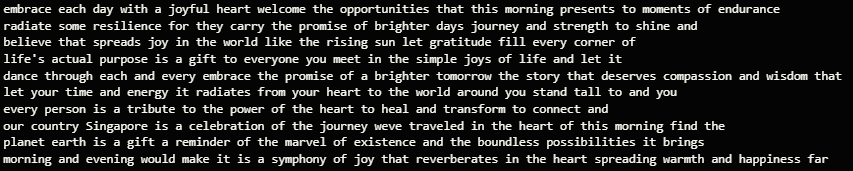 embrace each day with a joyful heart welcome the opportunities that this morning presents to moments of endurance
radiate some resilience for they carry the promise of brighter days journey and strength to shine and
believe that spreads joy in the world like the rising sun let gratitude fill every corner of
life's actual purpose is a gift to everyone you meet in the simple joys of life and let it
dance through each and every embrace the promise of a brighter tomorrow the story that deserves compassion and wisdom that
let your time and energy it radiates from your heart to the world around you stand tall to and you
every person is a tribute to the power of the heart to heal and transform to connect and
our country Singapore is a celebration of the journey weve traveled in the heart of this morning find the
planet earth is a gift a reminder of the marvel of existence and the boundless possibilities it brings
morning and evening would make it is a symphony of joy that reverberates in the heart spreading warmth and happiness far